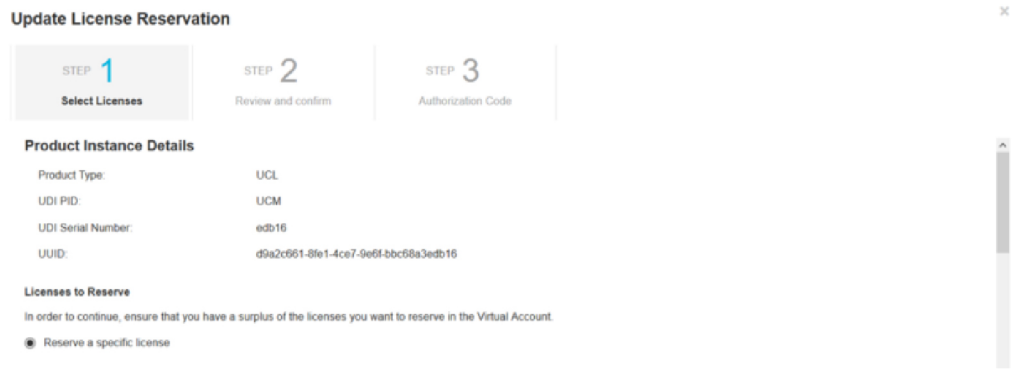 Update License Reservation
STEP 1
Select Licenses
STEP 2
Review and confirm
STEP 3
Authorization Code
Product Instance Details
Product Type: UCL
UDI PID: UCM
UDI Serial Number: edb16
UUID: d9a2c661-8fe1-4ce7-9e6f-bbc68a3edb16
Licenses to Reserve
In order to continue, ensure that you have a surplus of the licenses you want to reserve in the Virtual Account.
Reserve a specific license